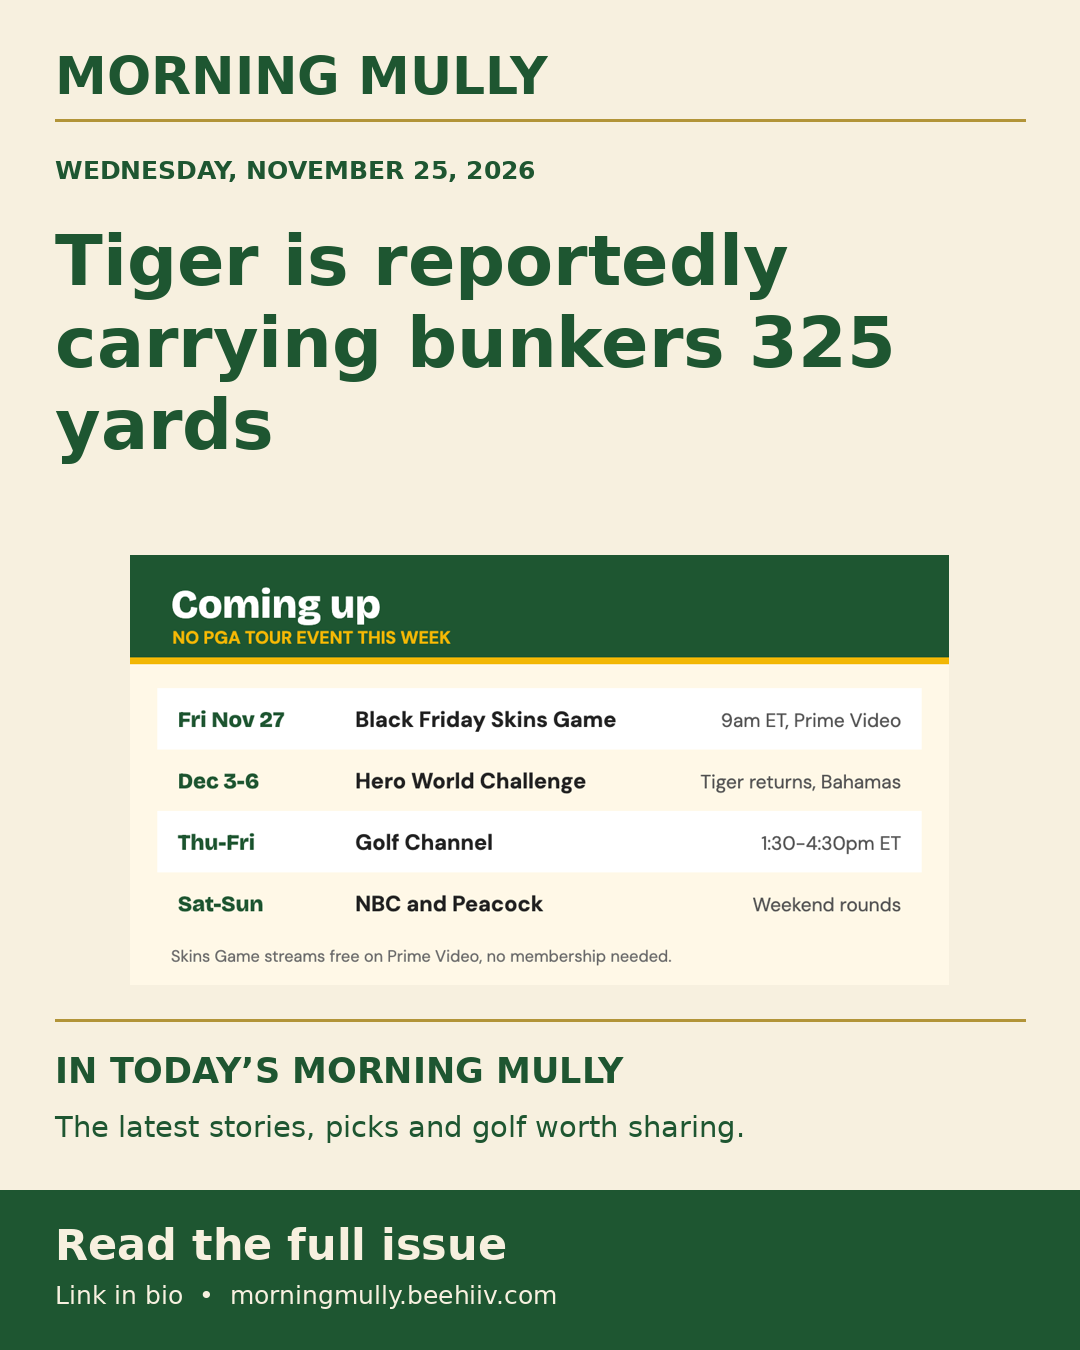 MORNING MULLY
WEDNESDAY, NOVEMBER 25, 2026
Tiger is reportedly
carrying bunkers 325
yards
Coming up
NO PGA TOUR EVENT THIS WEEK
Fri Nov 27 Black Friday Skins Game 9am ET, Prime Video
Dec 3-6 Hero World Challenge Tiger returns, Bahamas
Thu-Fri Golf Channel 1:30-4:30pm ET
Sat-Sun NBC and Peacock Weekend rounds
Skins Game streams free on Prime Video, no membership needed.
IN TODAY’S MORNING MULLY
The latest stories, picks and golf worth sharing.
Read the full issue
Link in bio • morningmully.beehiiv.com